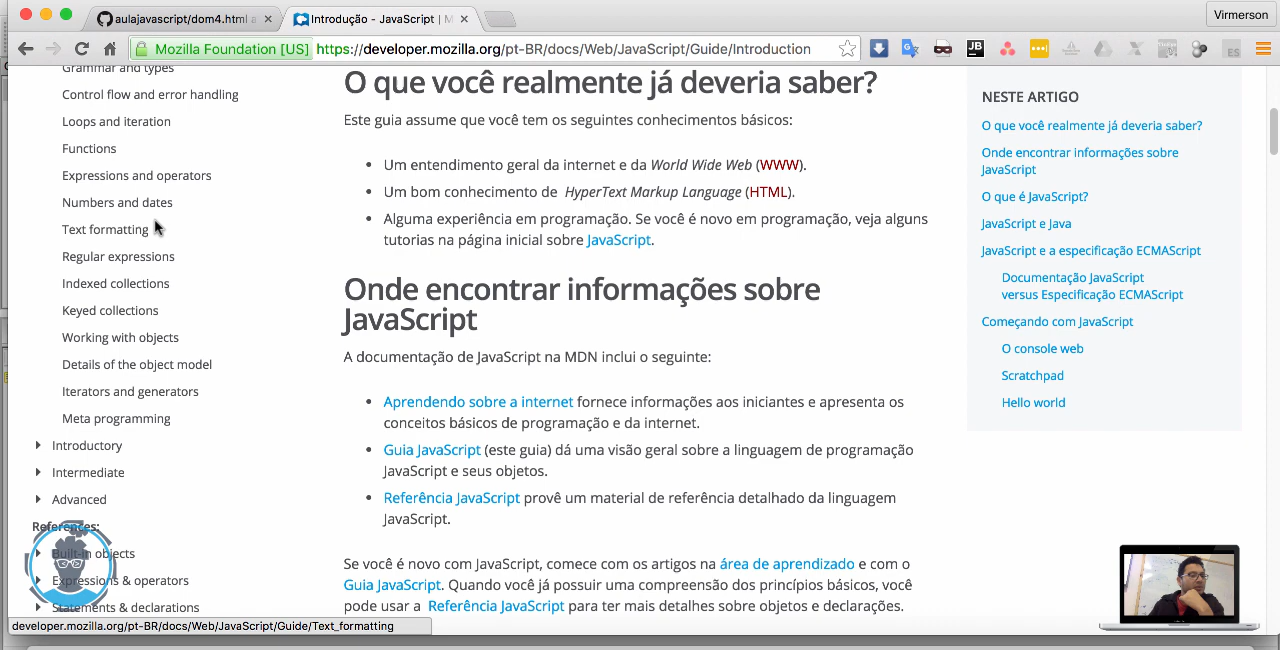 aulajavascript/dom4.html a
Introdução - JavaScript | M
Virmerson
Mozilla Foundation [US]
https://developer.mozilla.org/pt-BR/docs/Web/JavaScript/Guide/Introduction
JB
ES
Grammar and types
Control flow and error handling
Loops and iteration
Functions
Expressions and operators
Numbers and dates
Text formatting
Regular expressions
Indexed collections
Keyed collections
Working with objects
Details of the object model
Iterators and generators
Meta programming
Introductory
Intermediate
Advanced
References:
Built-in objects
Expressions & operators
Statements & declarations
O que você realmente já deveria saber?
Este guia assume que você tem os seguintes conhecimentos básicos:
Um entendimento geral da internet e da World Wide Web (WWW).
Um bom conhecimento de HyperText Markup Language (HTML).
Alguma experiência em programação. Se você é novo em programação, veja alguns
tutorias na página inicial sobre JavaScript.
Onde encontrar informações sobre
JavaScript
A documentação de JavaScript na MDN inclui o seguinte:
Aprendendo sobre a internet fornece informações aos iniciantes e apresenta os
conceitos básicos de programação e da internet.
Guia JavaScript (este guia) dá uma visão geral sobre a linguagem de programação
JavaScript e seus objetos.
Referência JavaScript provê um material de referência detalhado da linguagem
JavaScript.
Se você é novo com JavaScript, comece com os artigos na área de aprendizado e com o
Guia JavaScript. Quando você já possuir uma compreensão dos princípios básicos, você
pode usar a Referência JavaScript para ter mais detalhes sobre objetos e declarações.
NESTE ARTIGO
O que você realmente já deveria saber?
Onde encontrar informações sobre
JavaScript
O que é JavaScript?
JavaScript e Java
JavaScript e a especificação ECMAScript
Documentação JavaScript
versus Especificação ECMAScript
Começando com JavaScript
O console web
Scratchpad
Hello world
developer.mozilla.org/pt-BR/docs/Web/JavaScript/Guide/Text_formatting